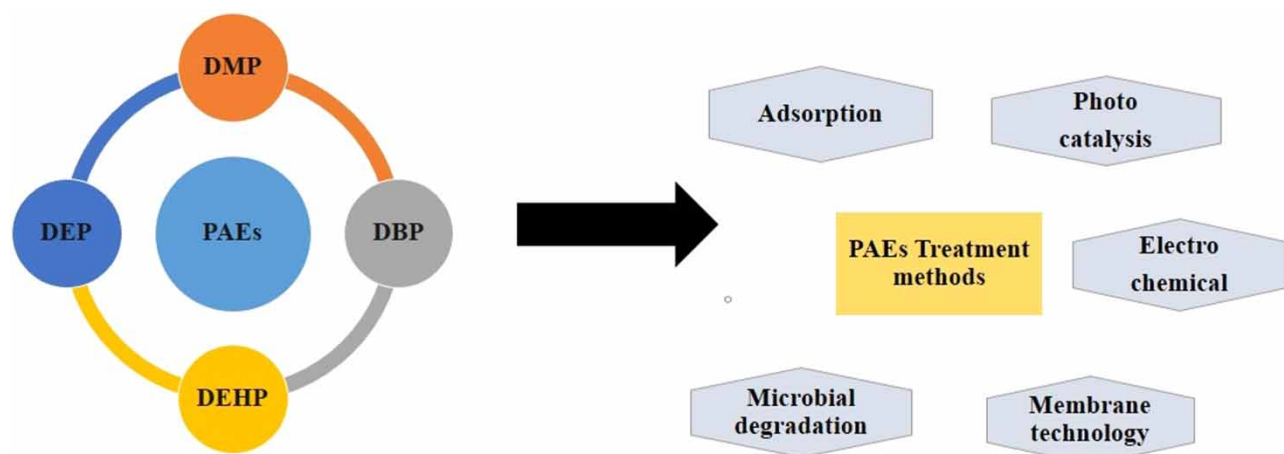 DMP
DEP
PAEs
DBP
DEHP
Adsorption
Photo
catalysis
PAEs Treatment
methods
Electro
chemical
Microbial
degradation
Membrane
technology